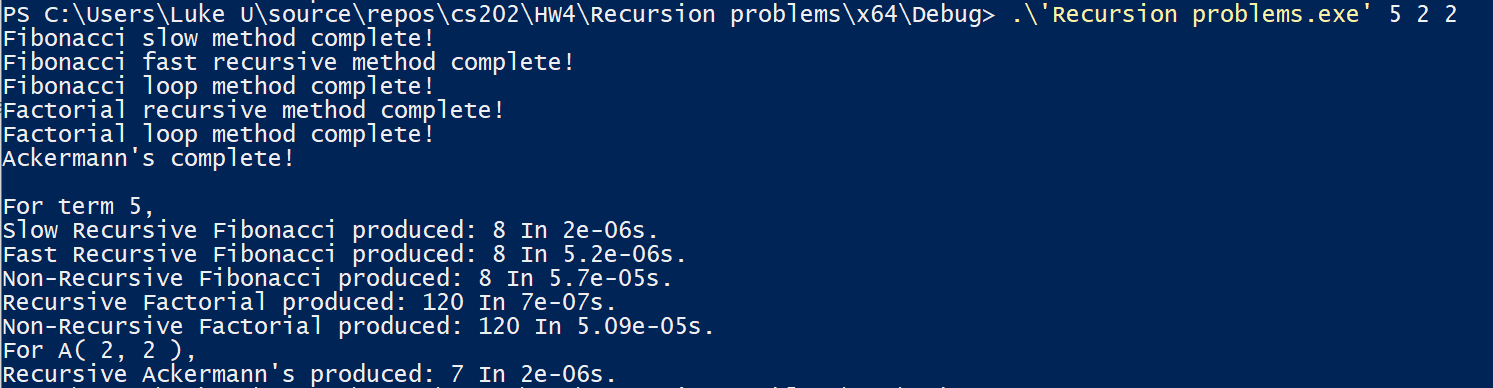 PS C:\Users\Luke U\source\repos\cs202\HW4\Recursion problems\x64\Debug> .\'Recursion problems.exe' 5 2 2
Fibonacci slow method complete!
Fibonacci fast recursive method complete!
Fibonacci loop method complete!
Factorial recursive method complete!
Factorial loop method complete!
Ackermann's complete!
For term 5,
Slow Recursive Fibonacci produced: 8 In 2e-06s.
Fast Recursive Fibonacci produced: 8 In 5.2e-06s.
Non-Recursive Fibonacci produced: 8 In 5.7e-05s.
Recursive Factorial produced: 120 In 7e-07s.
Non-Recursive Factorial produced: 120 In 5.09e-05s.
For A( 2, 2 ),
Recursive Ackermann's produced: 7 In 2e-06s.